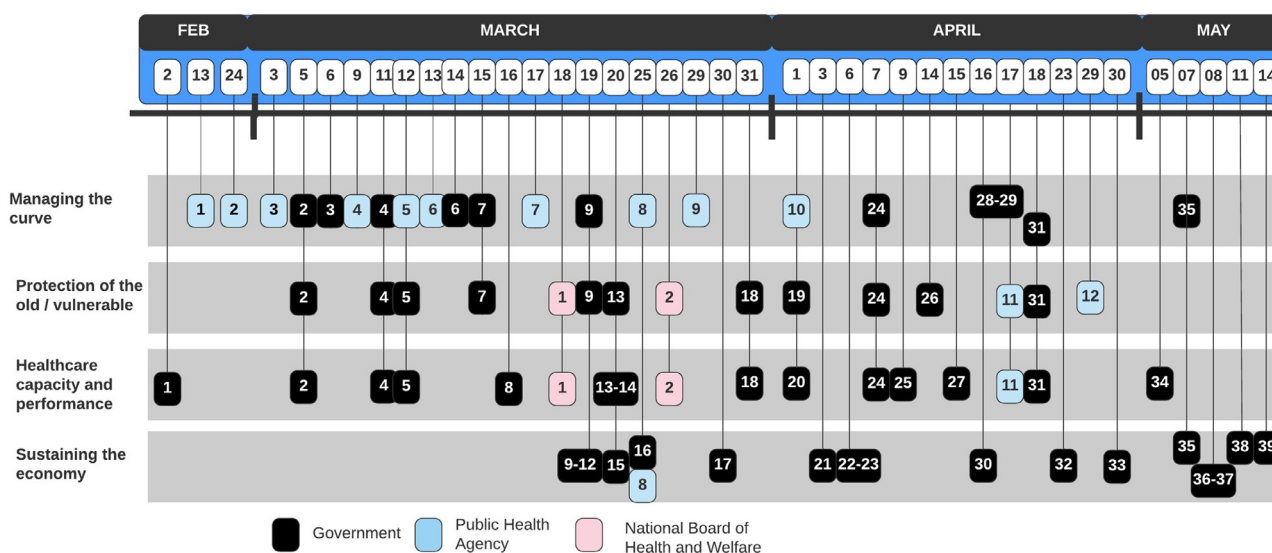 FEB MARCH APRIL MAY
2 13 24 3 5 6 9 11 12 13 14 15 16 17 18 19 20 25 26 29 30 31 1 3 6 7 9 14 15 16 17 18 23 29 30 05 07 08 11 14
Managing the
curve
1 2 3 2 3 4 4 5 6 6 7 7 9 8 9 10 24 28-29 31 35
Protection of the
old / vulnerable
2 4 5 7 1 9 13 2 18 19 24 26 11 31 12
Healthcare
capacity and
performance
1 2 4 5 8 1 13-14 2 18 20 24 25 27 11 31 34
Sustaining the
economy
9-12 15 16 8 17 21 22-23 30 32 33 35 36-37 38 39
Government
Public Health
Agency
National Board of
Health and Welfare